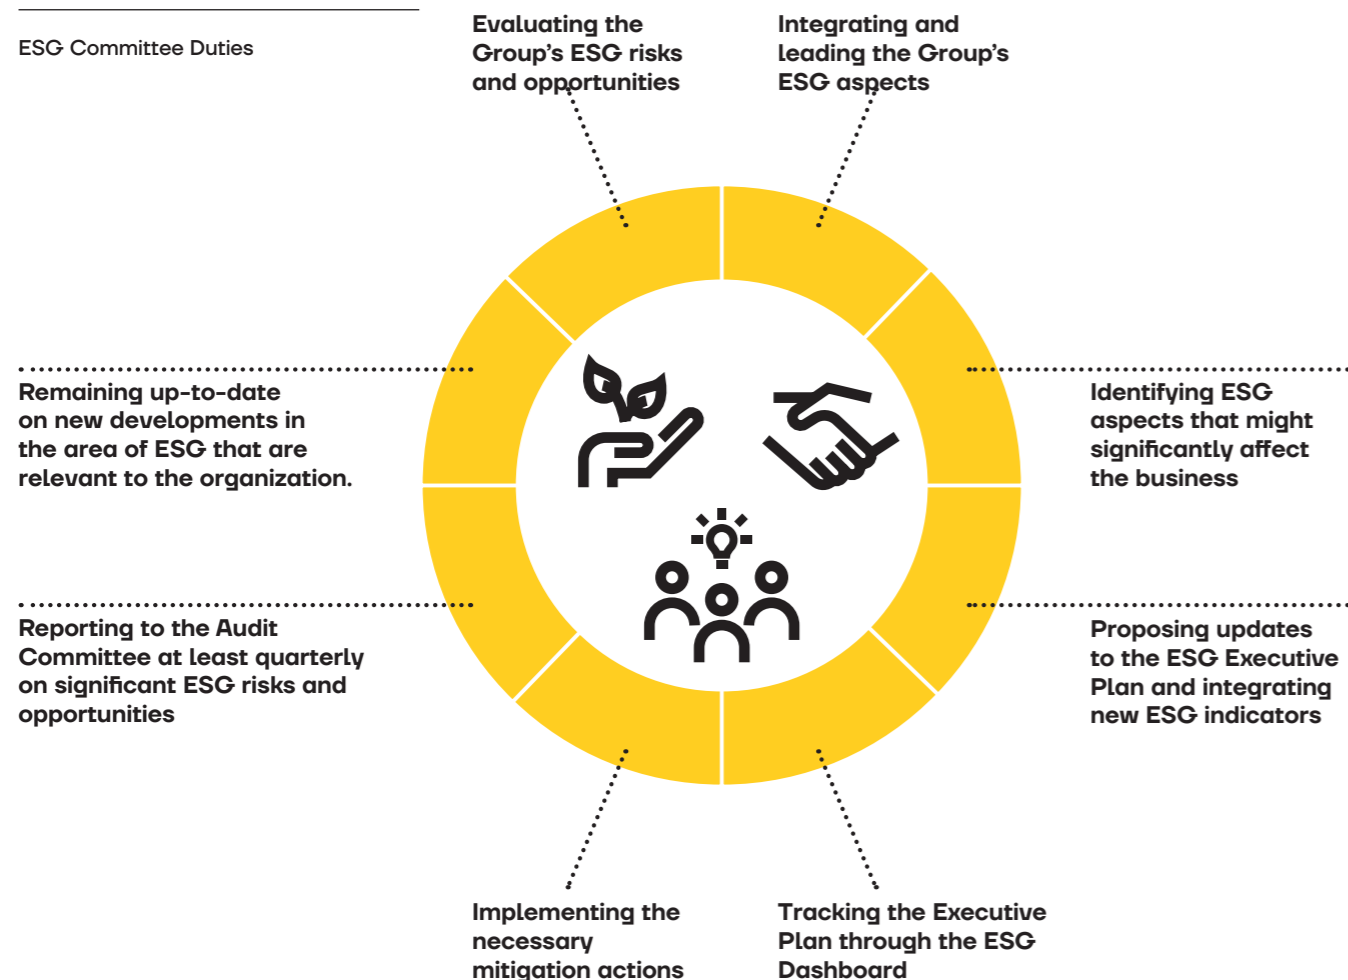 ESG Committee Duties
Evaluating the
Group's ESG risks
and opportunities
Integrating and
leading the Group's
ESG aspects
Remaining up-to-date
on new developments in
the area of ESG that are
relevant to the organization.
Identifying ESG
aspects that might
significantly affect
the business
Reporting to the Audit
Committee at least quarterly
on significant ESG risks and
opportunities
Proposing updates
to the ESG Executive
Plan and integrating
new ESG indicators
Implementing the
necessary
mitigation actions
Tracking the Executive
Plan through the ESG
Dashboard